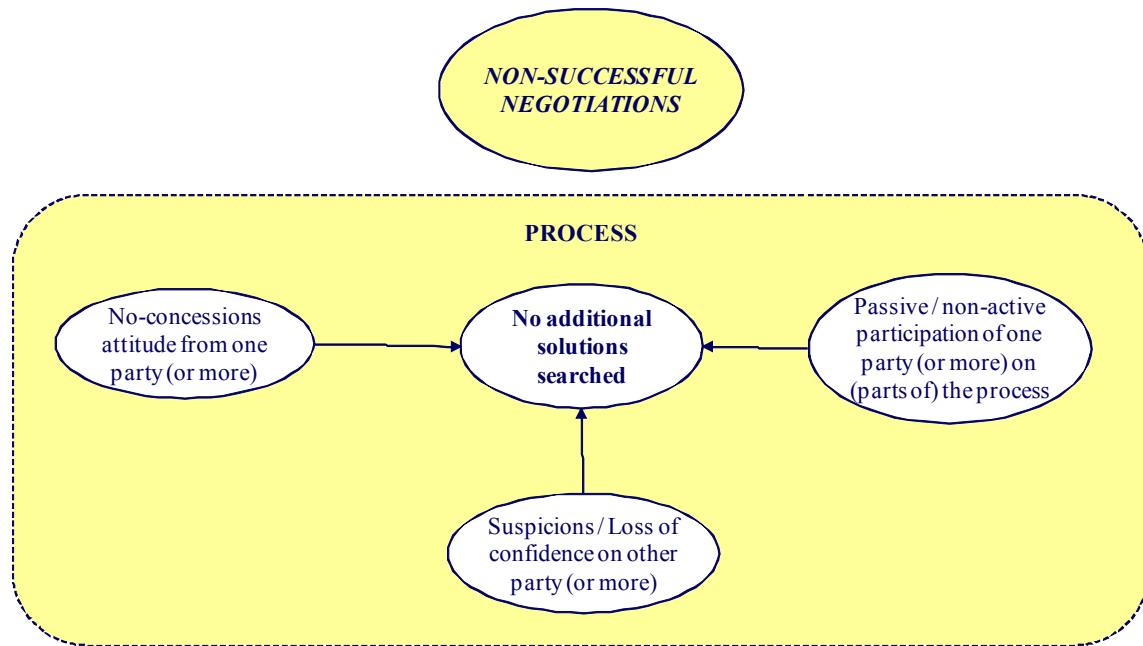 NON-SUCCESSFUL
NEGOTIATIONS
PROCESS
No-concessions
attitude from one
party (or more)
No additional
solutions
searched
Passive / non-active
participation of one
party (or more) on
(parts of) the process
Suspicions / Loss of
confidence on other
party (or more)